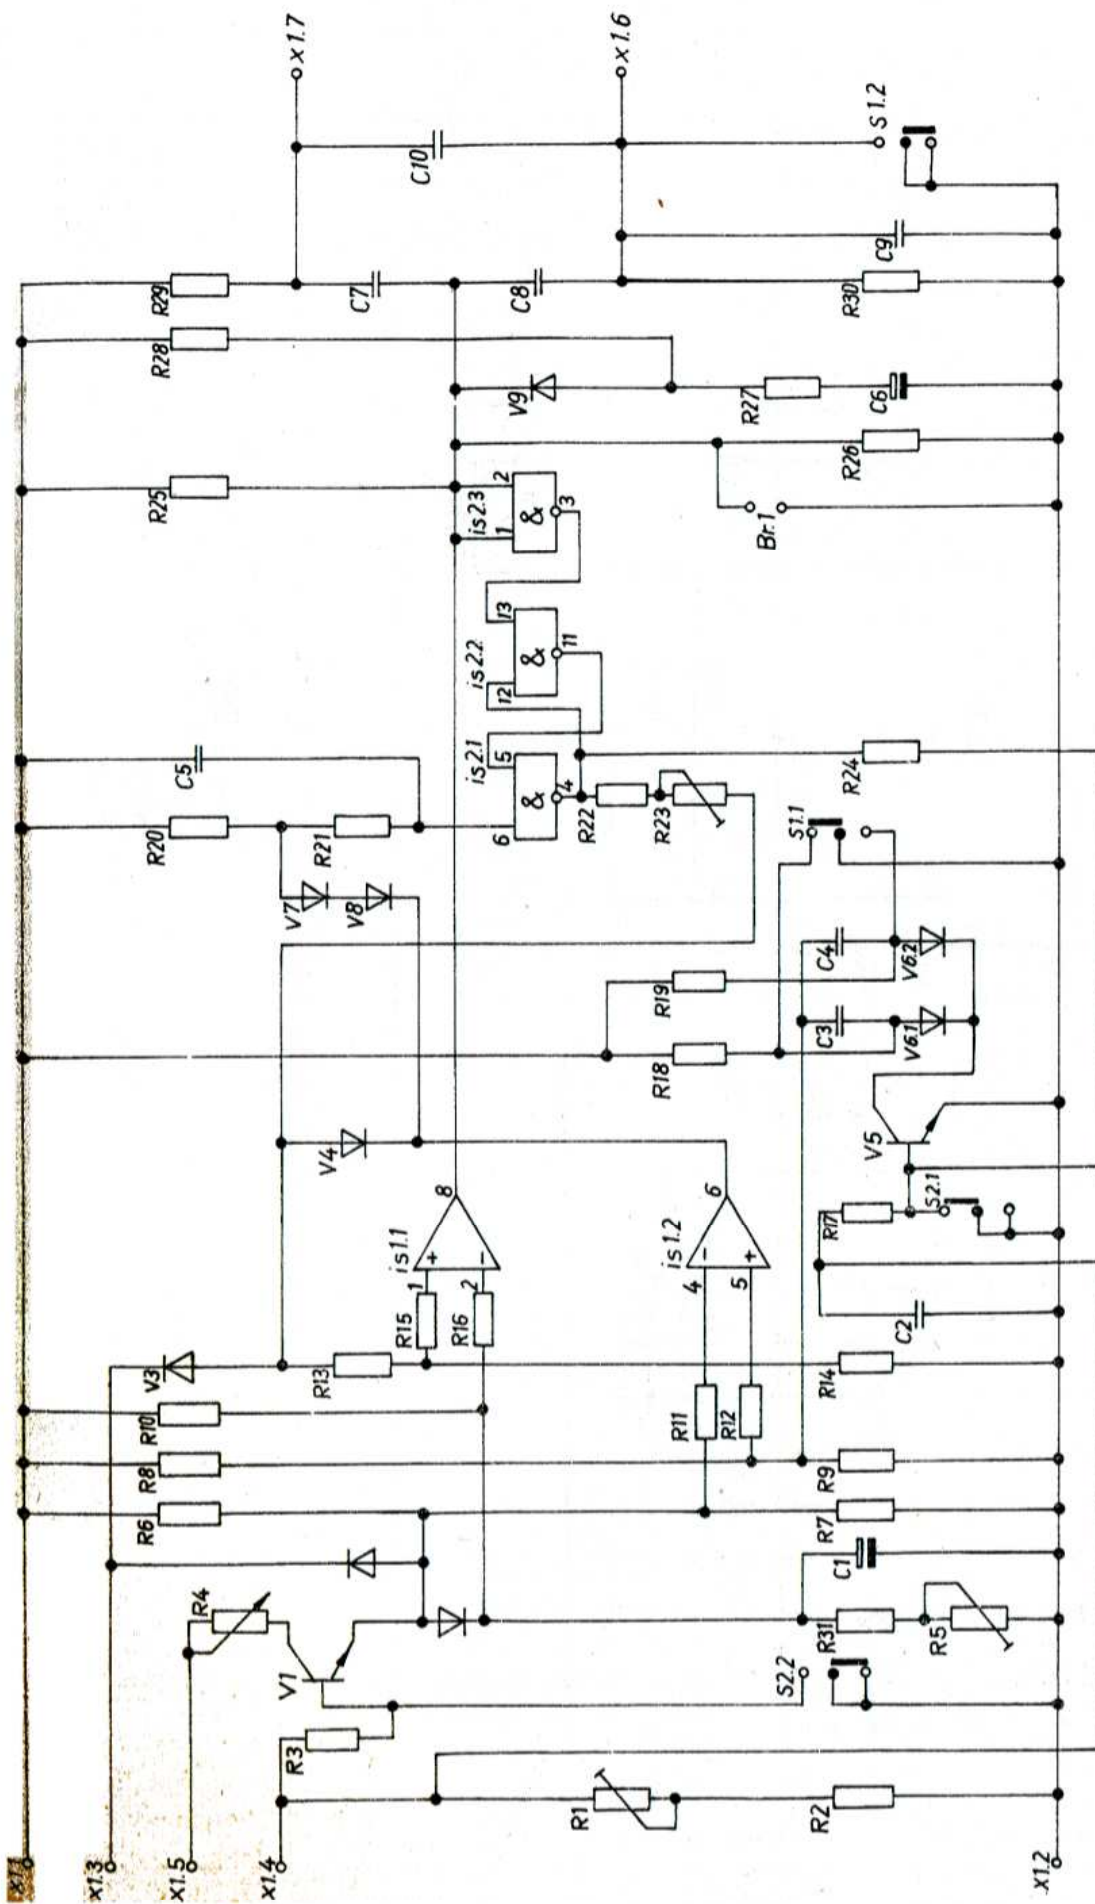 x1.1
x1.3
x1.5
x1.4
x1.2
R1
R2
R3
V1
R4
S2.2
R31
R5
C1
R6
R7
R8
R9
R10
V3
R13
R14
R11
R12
R15
R16
1
2
+
-
is1.1
8
4
5
-
+
is1.2
6
C2
R17
S2.1
V5
V4
R18
R19
C3
C4
V6.1
V6.2
S1.1
V7
V8
R20
R21
C5
is2.1
6
5
&
4
R22
R23
R24
is2.2
12
13
&
11
is2.3
1
2
&
3
R25
Br.1
R26
V9
R27
C6
R28
R29
C7
C8
R30
C9
C10
S1.2
x1.7
x1.6